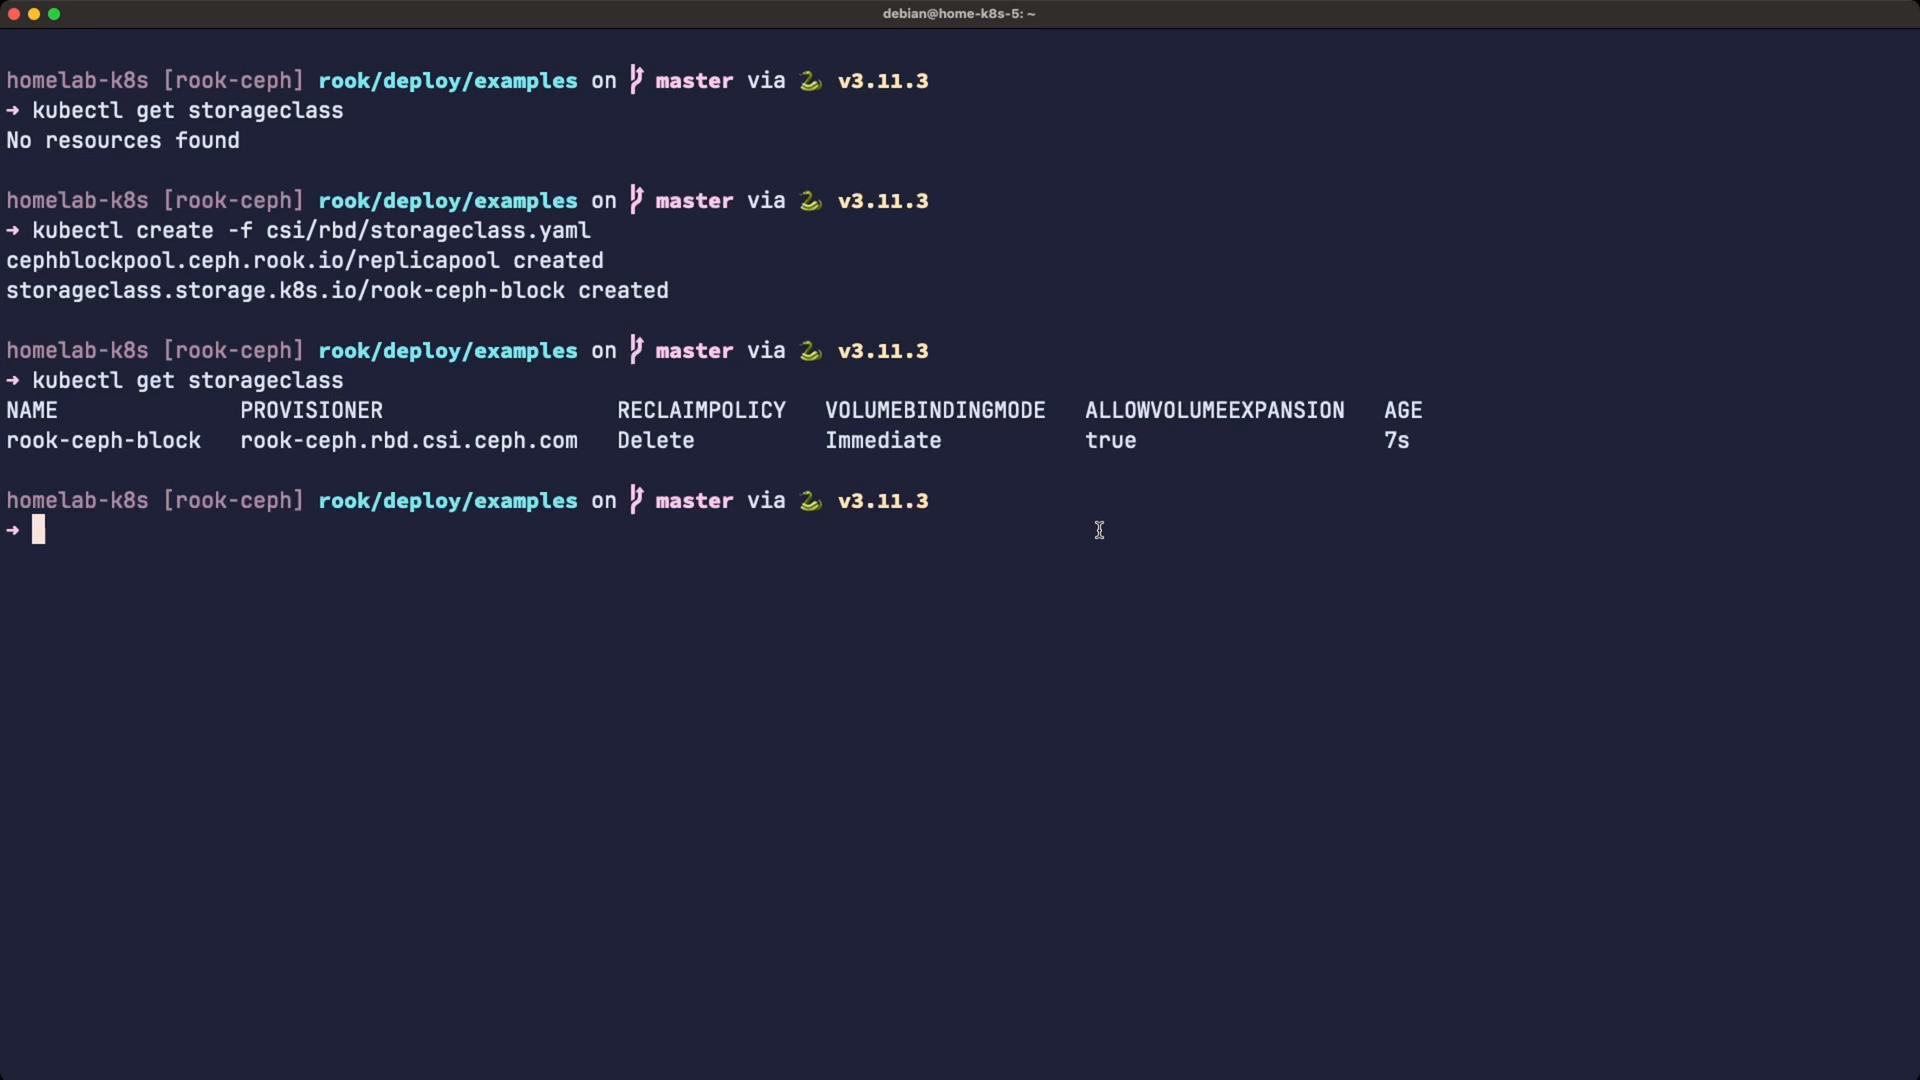 debian@home-k8s-5: ~
homelab-k8s [rook-ceph] rook/deploy/examples on master via 🐍 v3.11.3
→ kubectl get storageclass
No resources found
homelab-k8s [rook-ceph] rook/deploy/examples on master via 🐍 v3.11.3
→ kubectl create -f csi/rbd/storageclass.yaml
cephblockpool.ceph.rook.io/replicapool created
storageclass.storage.k8s.io/rook-ceph-block created
homelab-k8s [rook-ceph] rook/deploy/examples on master via 🐍 v3.11.3
→ kubectl get storageclass
NAME PROVISIONER RECLAIMPOLICY VOLUMEBINDINGMODE ALLOWVOLUMEEXPANSION AGE
rook-ceph-block rook-ceph.rbd.csi.ceph.com Delete Immediate true 7s
homelab-k8s [rook-ceph] rook/deploy/examples on master via 🐍 v3.11.3
→